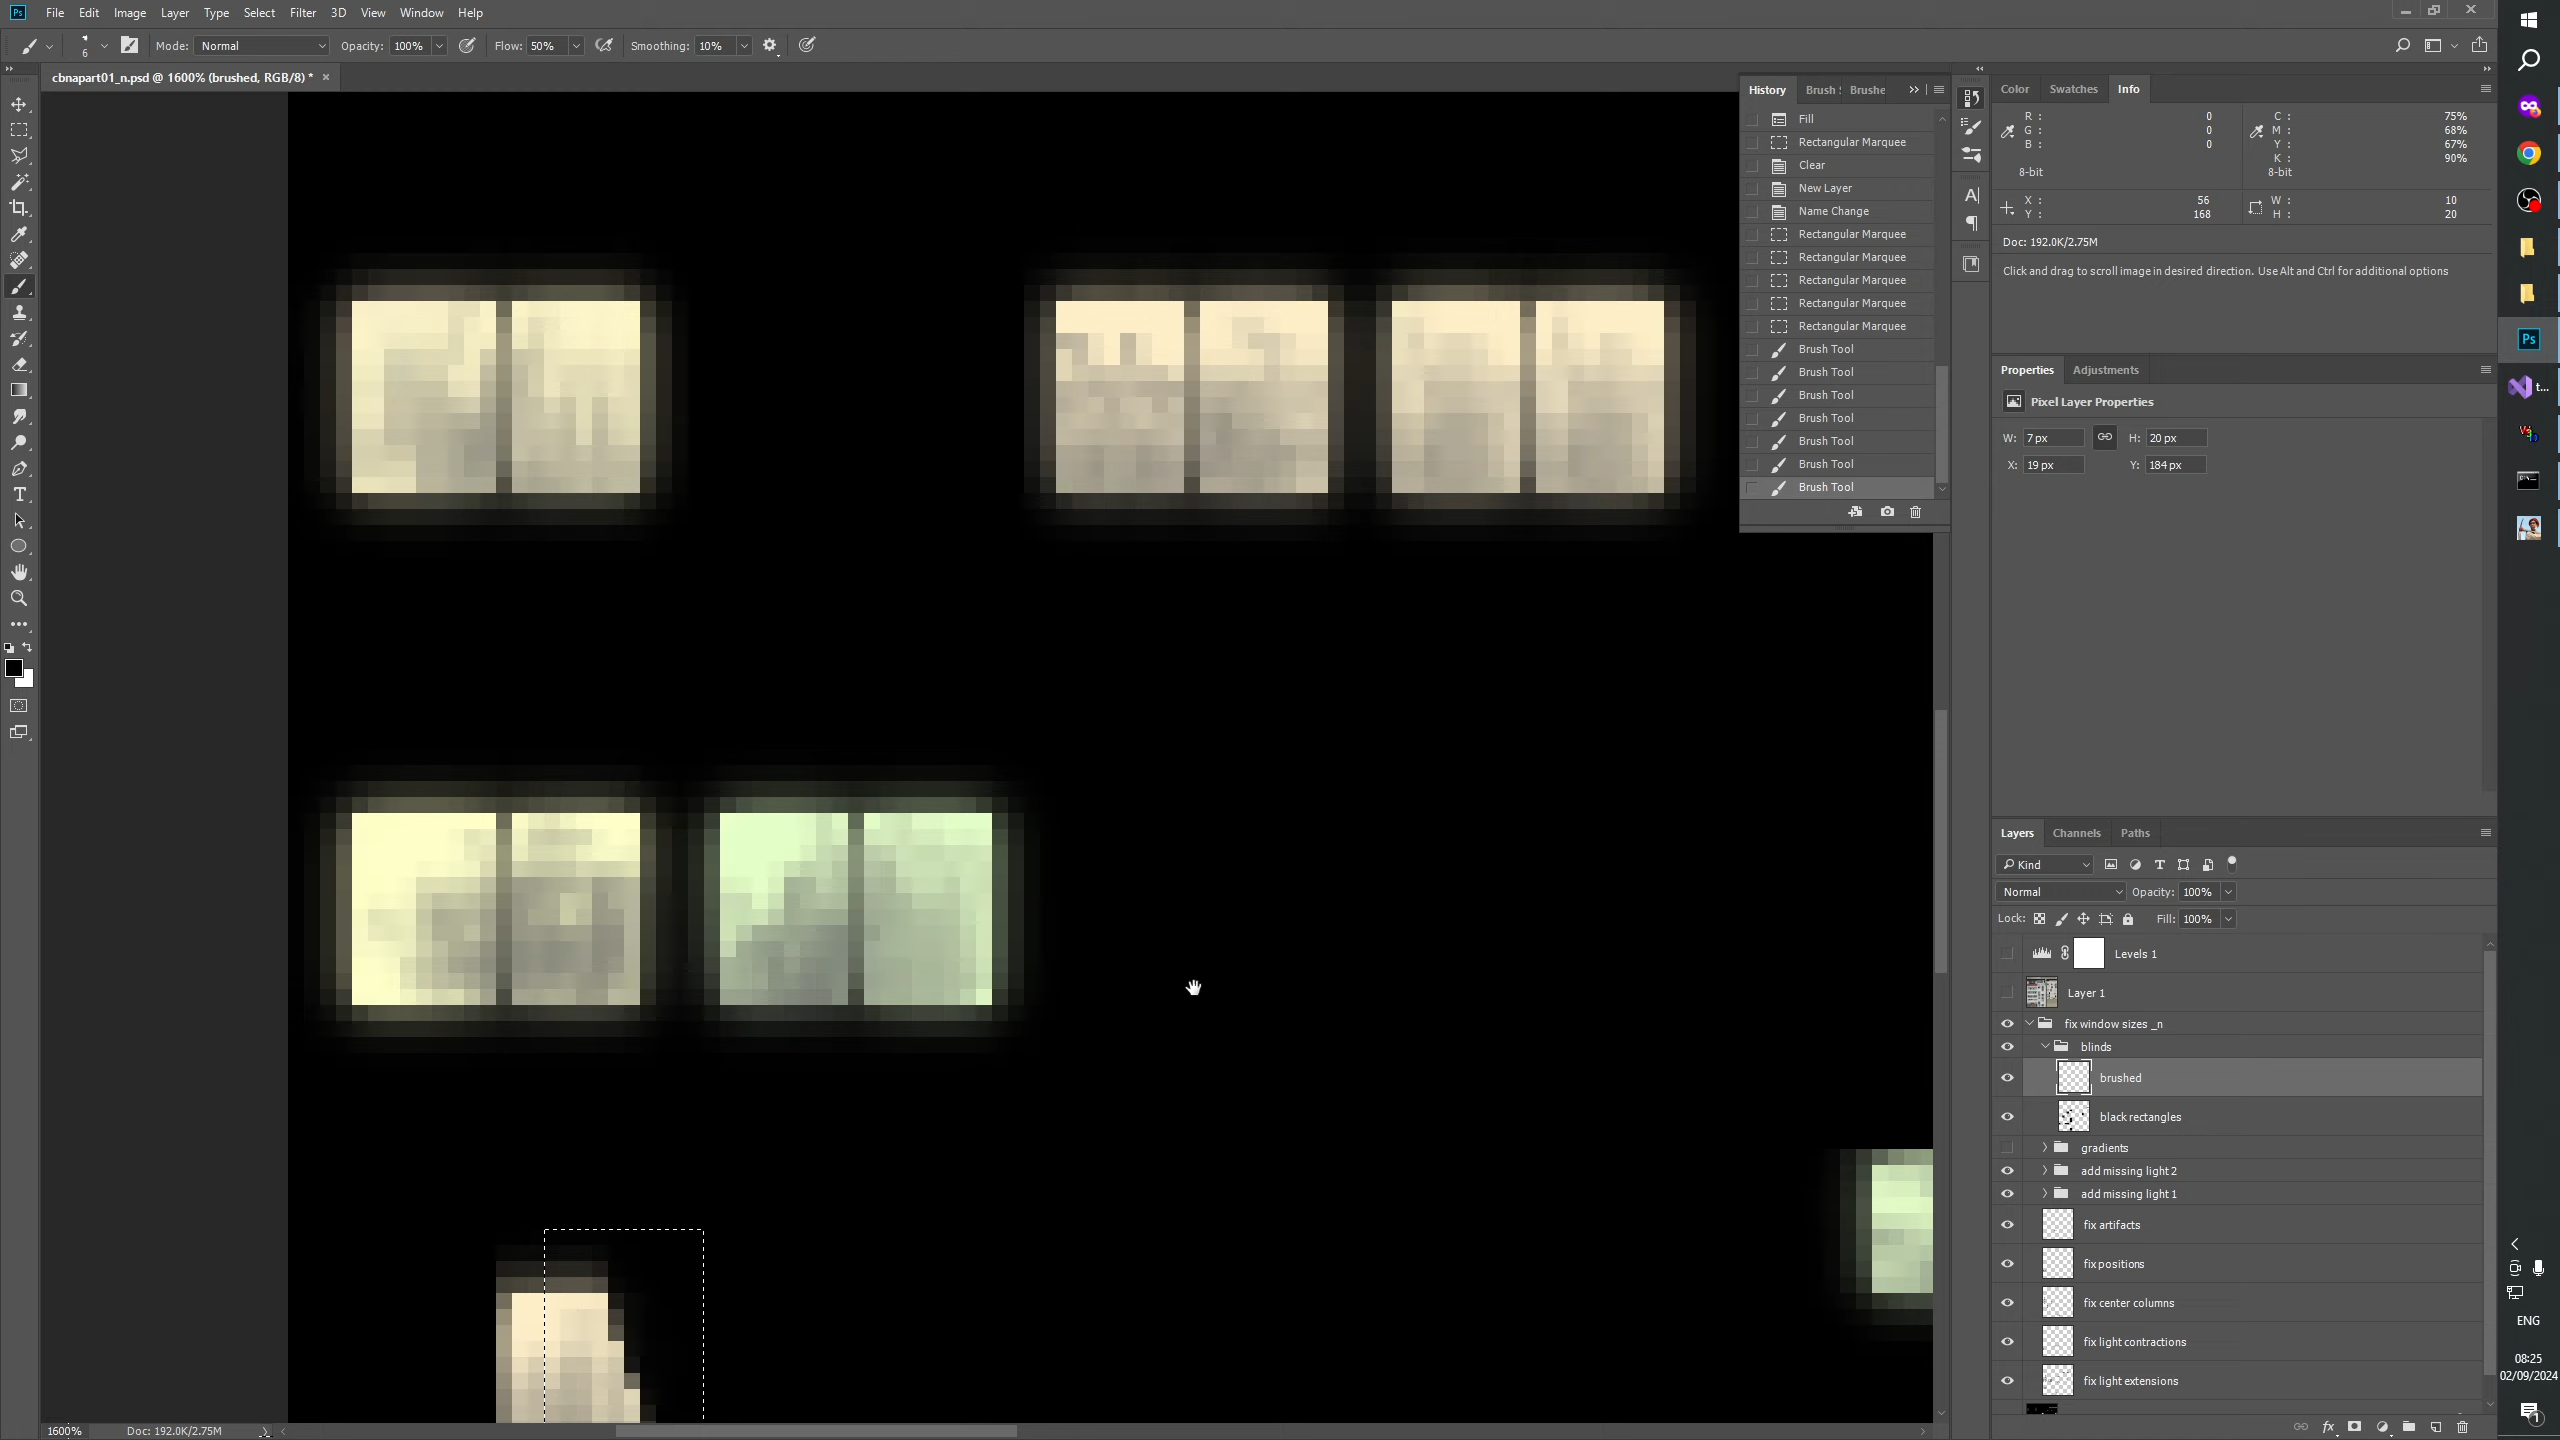 Ps File Edit Image Layer Type Select Filter 3D View Window Help
6 Mode: Normal Opacity: 100% Flow: 50% Smoothing: 10%
cbnapart01_n.psd @ 1600% (brushed, RGB/8) * ×
History Brush Brushe
Fill
Rectangular Marquee
Clear
New Layer
Name Change
Rectangular Marquee
Rectangular Marquee
Rectangular Marquee
Rectangular Marquee
Rectangular Marquee
Brush Tool
Brush Tool
Brush Tool
Brush Tool
Brush Tool
Brush Tool
Brush Tool
Color Swatches Info
R : 0 C : 75%
G : 0 M : 68%
B : 0 Y : 67%
K : 90%
8-bit 8-bit
X : 56 W : 10
Y : 168 H : 20
Doc: 192.0K/2.75M
Click and drag to scroll image in desired direction. Use Alt and Ctrl for additional options
Properties Adjustments
Pixel Layer Properties
W: 7 px H: 20 px
X: 19 px Y: 184 px
Layers Channels Paths
Kind
Normal Opacity: 100%
Lock: Fill: 100%
Levels 1
Layer 1
fix window sizes _n
blinds
brushed
black rectangles
gradients
add missing light 2
add missing light 1
fix artifacts
fix positions
fix center columns
fix light contractions
fix light extensions
1600% Doc: 192.0K/2.75M
Ps
t...
ENG
08:25
02/09/2024
1